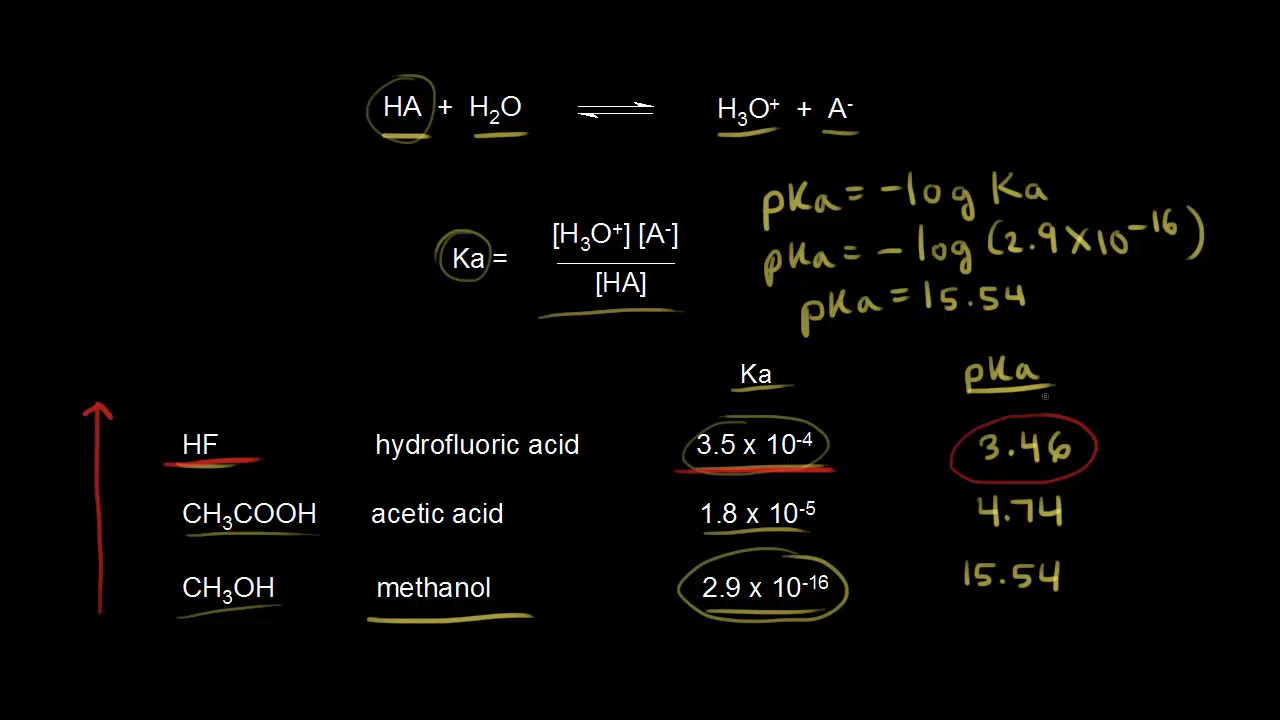 HA + H₂O ⇌ H₃O⁺ + A⁻
pKa = -log Ka
Ka = [H₃O⁺] [A⁻] / [HA]
pKa = -log (2.9 x 10⁻¹⁶)
pKa = 15.54
Ka pKa
HF hydrofluoric acid 3.5 x 10⁻⁴ 3.46
CH₃COOH acetic acid 1.8 x 10⁻⁵ 4.74
CH₃OH methanol 2.9 x 10⁻¹⁶ 15.54